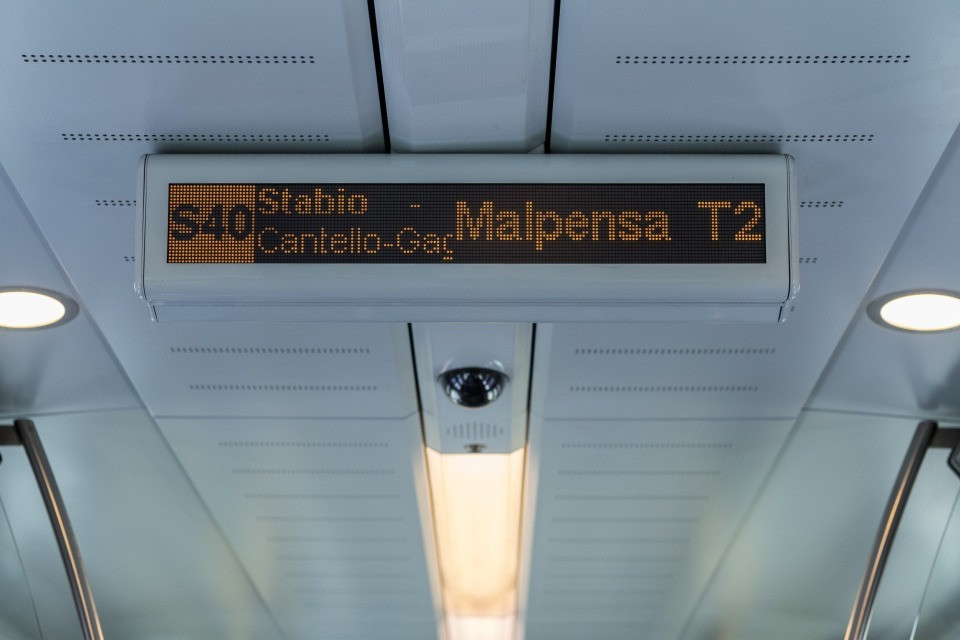 S40
Stabio -
Cantello-Gag
Malpensa T2